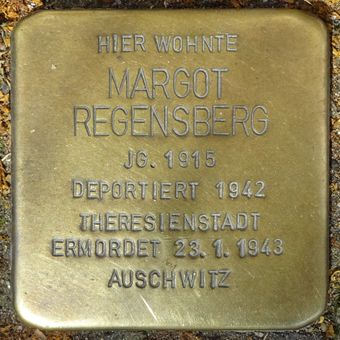 HIER WOHNTE
MARGOT
REGENSBERG
JG. 1915
DEPORTIERT 1942
THERESIENSTADT
ERMORDET 23.1.1943
AUSCHWITZ